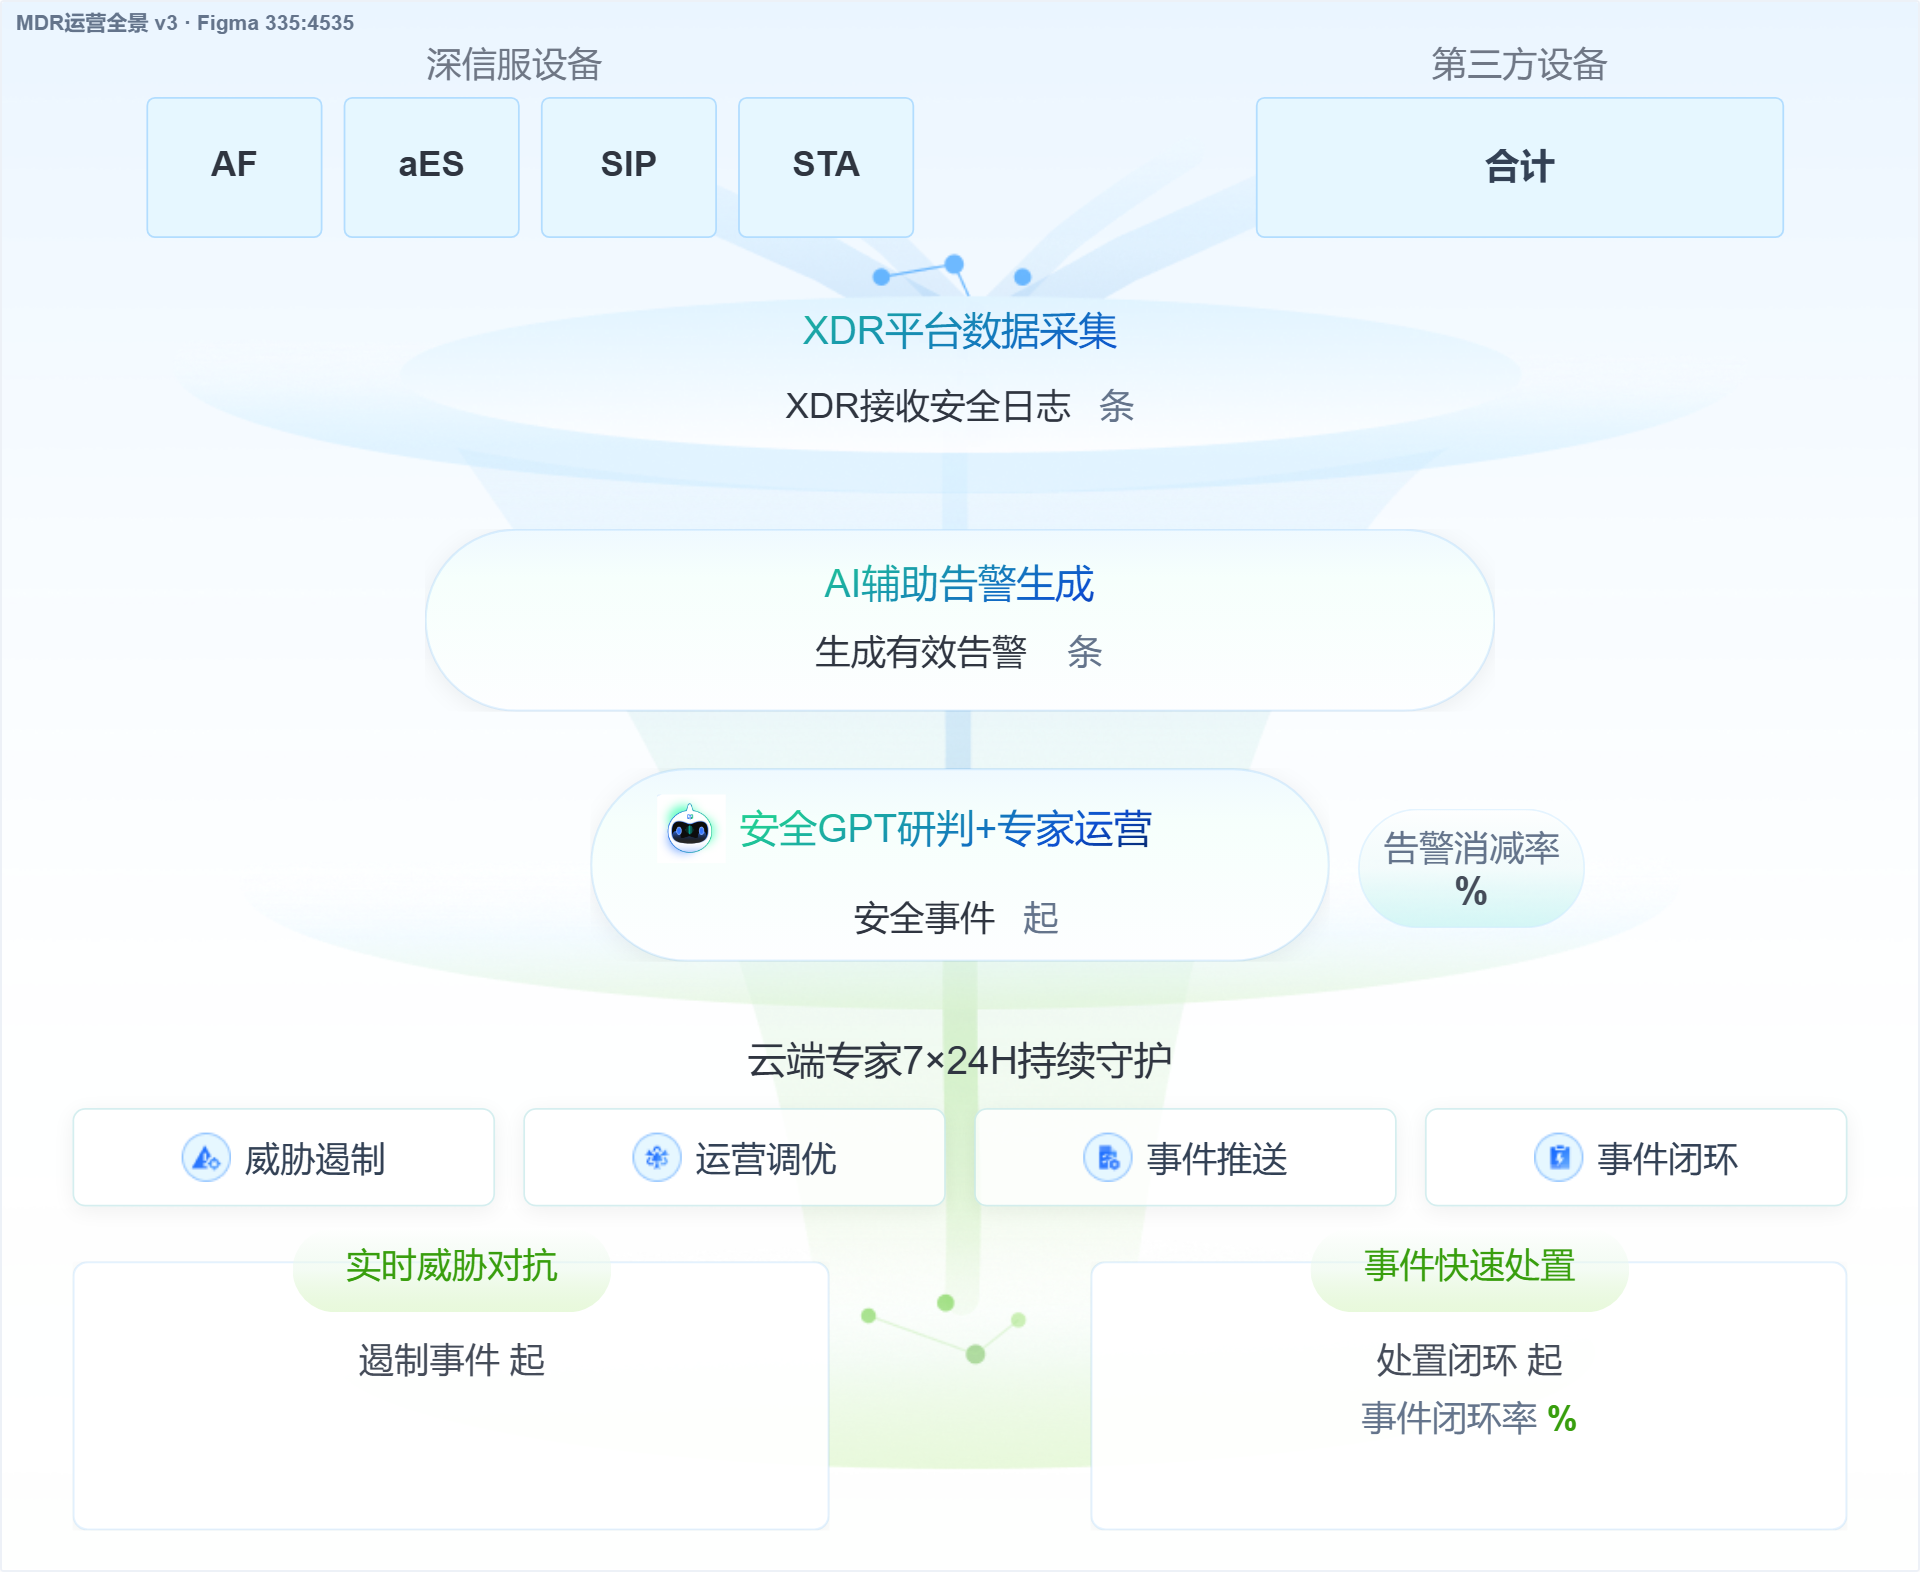 MDR运营全景 v3 · Figma 335:4535
深信服设备
第三方设备
AF
aES
SIP
STA
合计
XDR平台数据采集
XDR接收安全日志 条
AI辅助告警生成
生成有效告警 条
安全GPT研判+专家运营
安全事件 起
告警消减率
%
云端专家7×24H持续守护
威胁遏制
运营调优
事件推送
事件闭环
实时威胁对抗
遏制事件 起
事件快速处置
处置闭环 起
事件闭环率 %